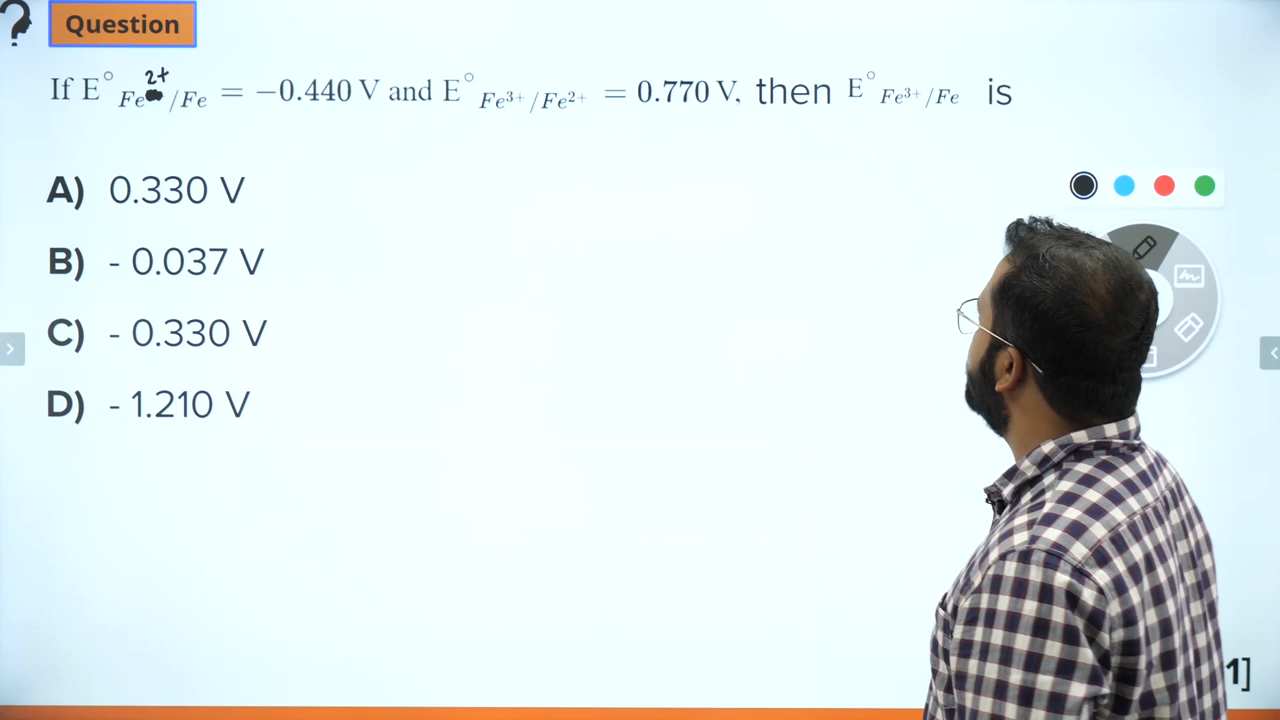 ?
Question
If E° Fe2+/Fe = −0.440 V and E° Fe³⁺/Fe²⁺ = 0.770 V, then E° Fe³⁺/Fe is
A) 0.330 V
B) - 0.037 V
C) - 0.330 V
D) - 1.210 V
1]